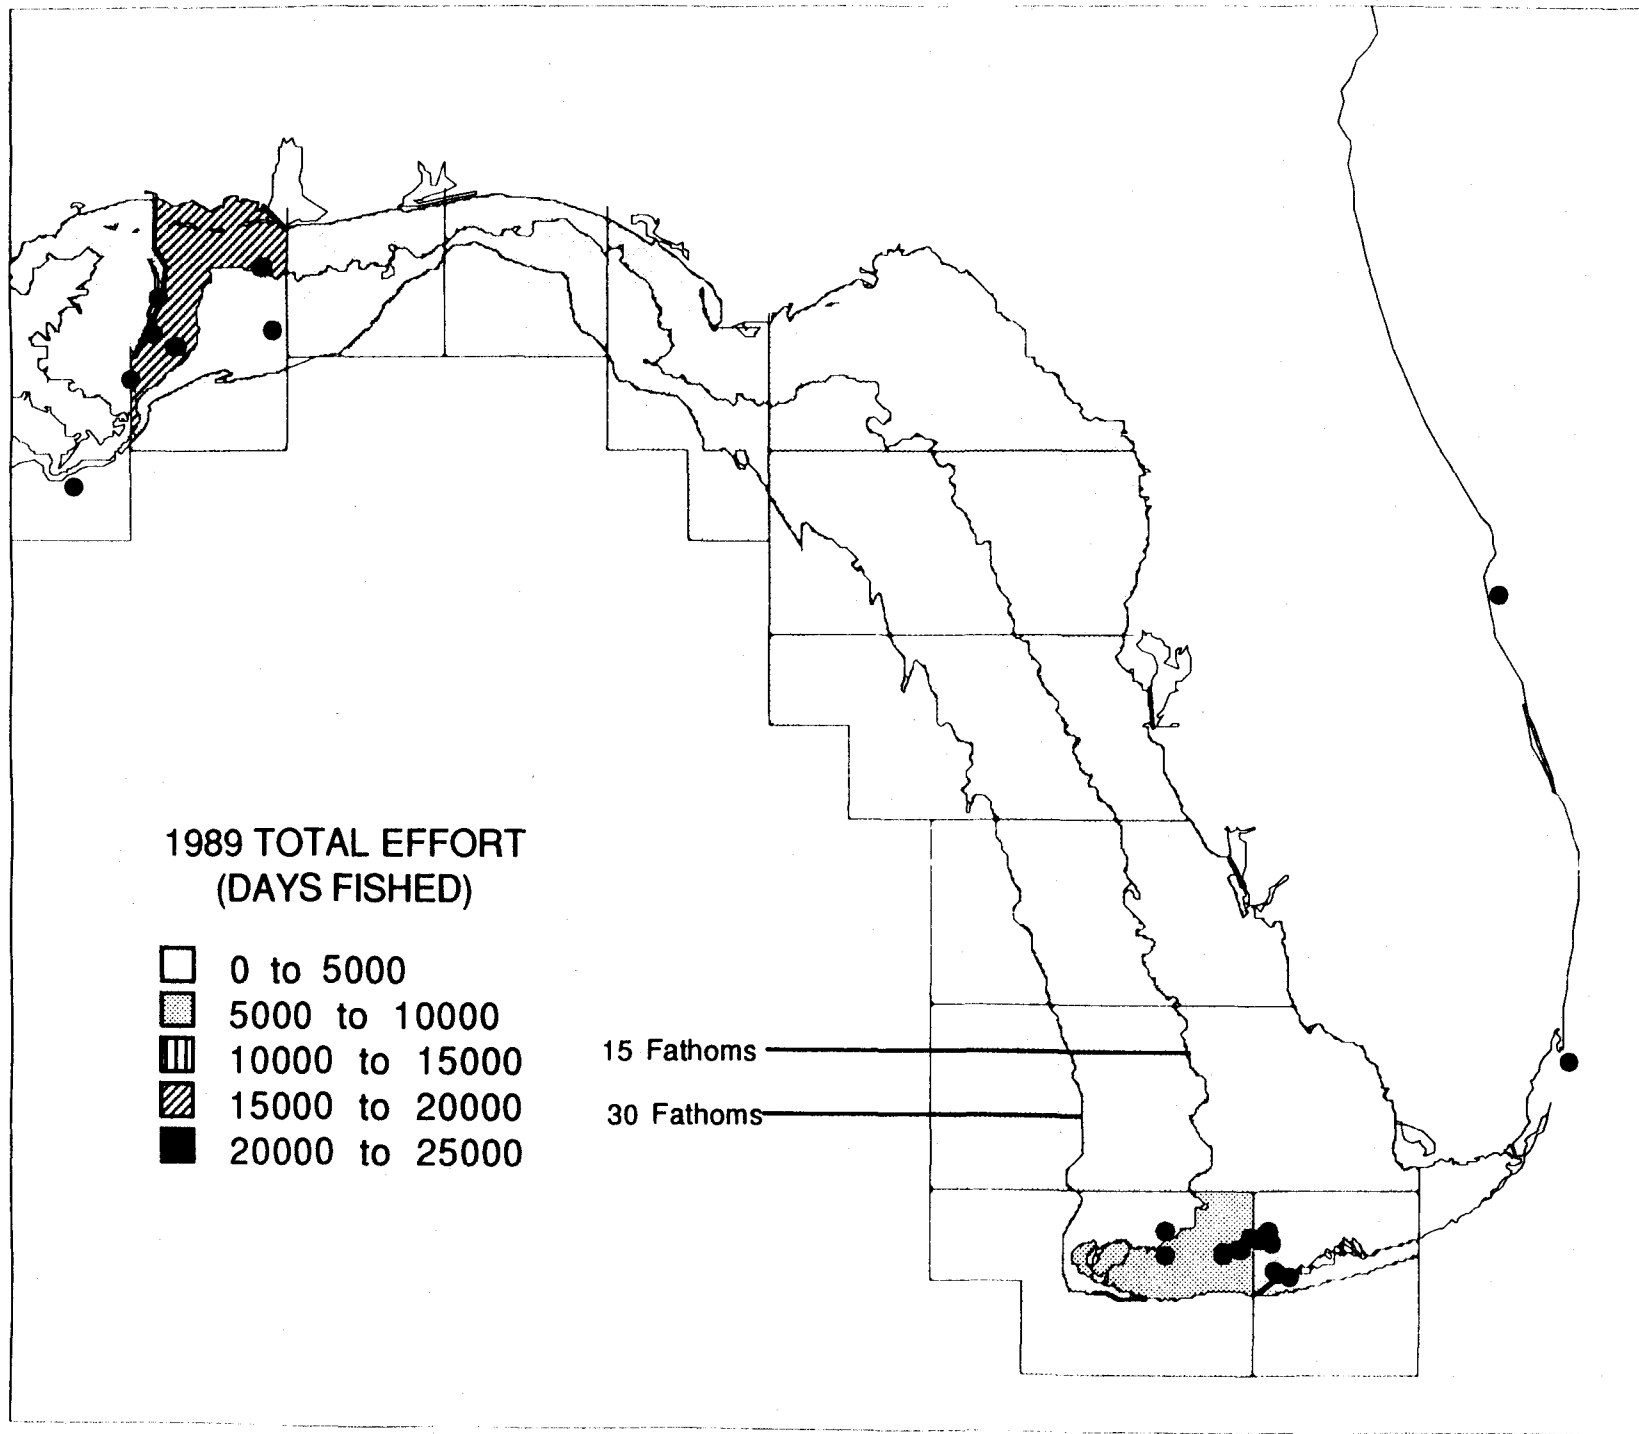 1989 TOTAL EFFORT
(DAYS FISHED)
0 to 5000
5000 to 10000
10000 to 15000
15000 to 20000
20000 to 25000
15 Fathoms
30 Fathoms